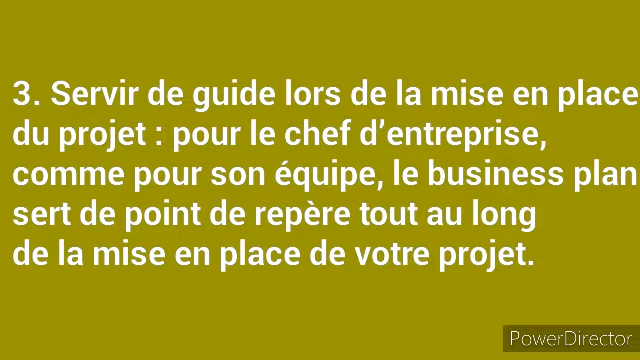 3. Servir de guide lors de la mise en place
du projet : pour le chef d’entreprise,
comme pour son équipe, le business plan
sert de point de repère tout au long
de la mise en place de votre projet.
PowerDirector